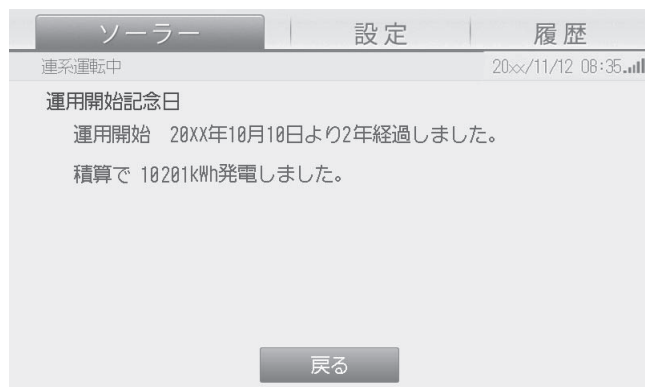 ソーラー 設定 履歴
連系運転中 20xx/11/12 08:35
運用開始記念日
運用開始 20XX年10月10日より2年経過しました。
積算で 10201kWh発電しました。
戻る